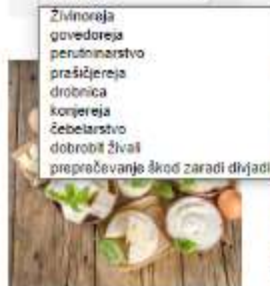 Živinoreja
govedoreja
perutninarstvo
prašičjereja
drobnica
konjereja
čebelarstvo
dobrobit živali
preprečevanje škod zaradi divjadi